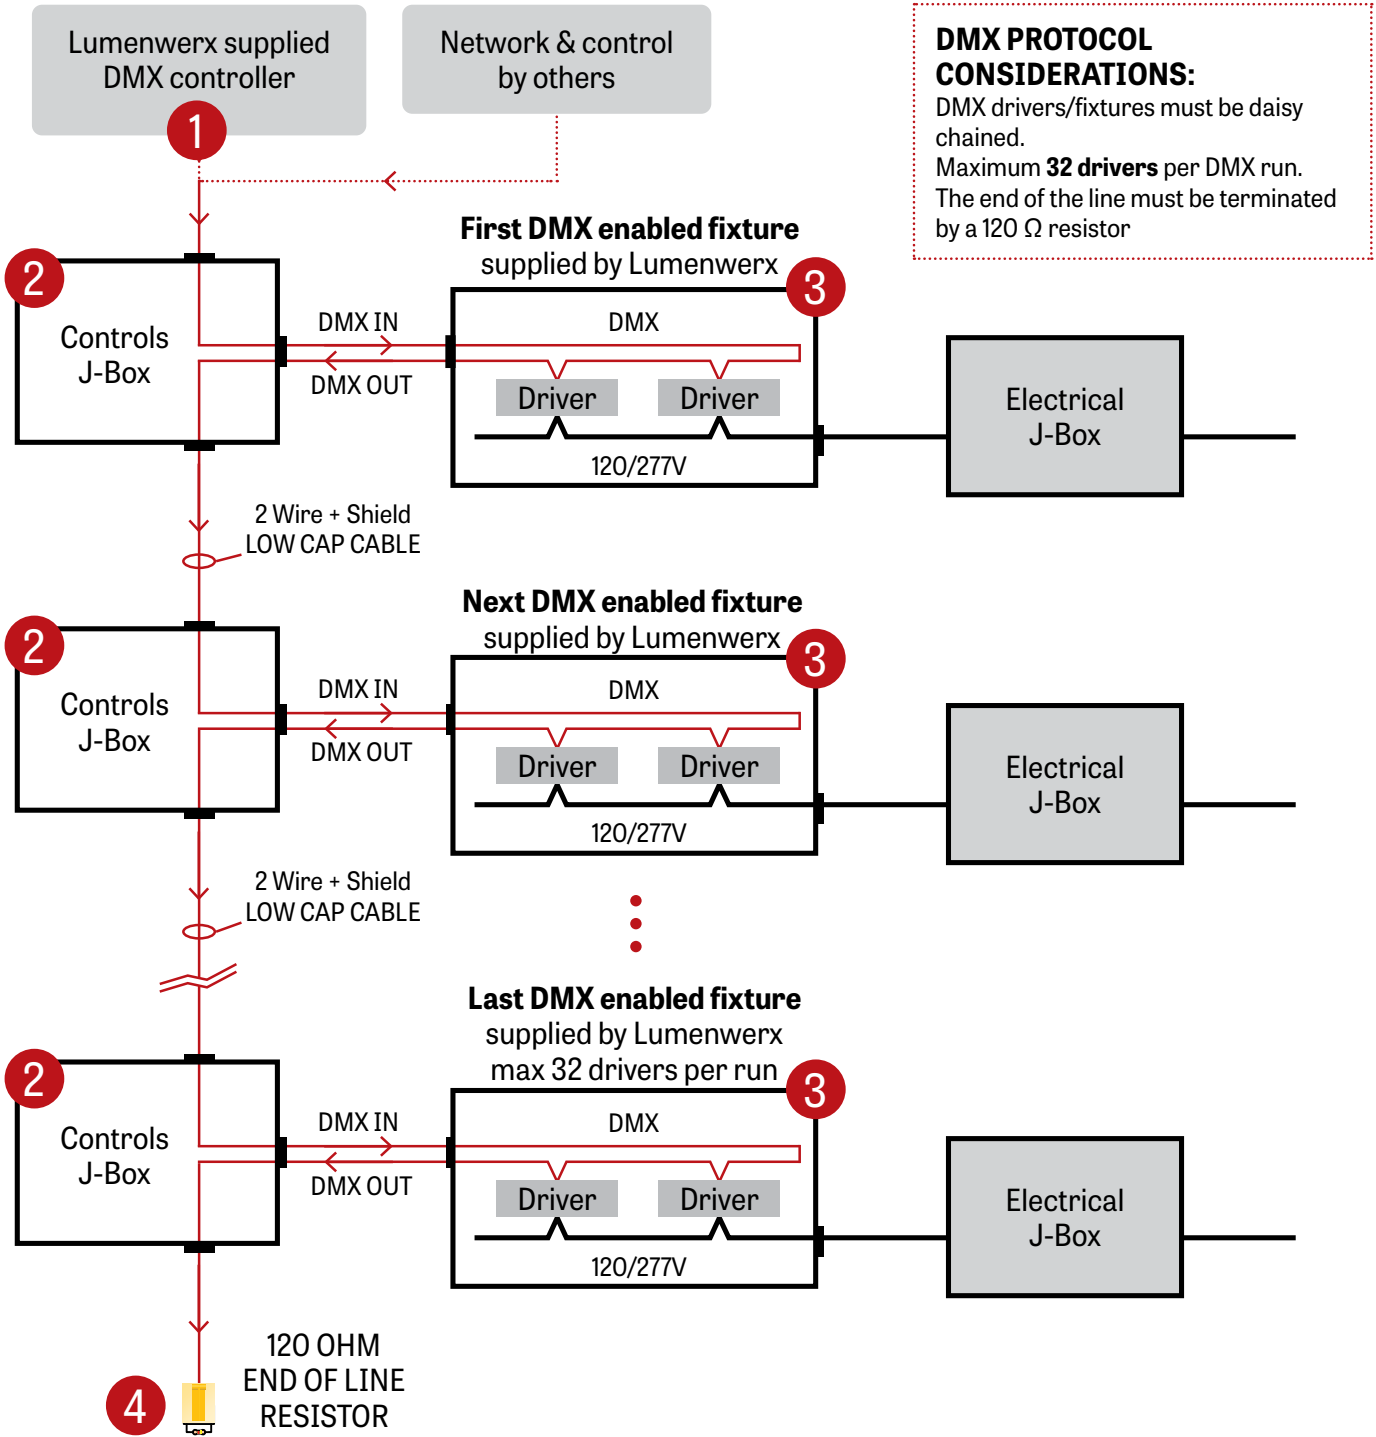 Lumenwerx supplied
DMX controller
1
Network & control
by others
DMX PROTOCOL
CONSIDERATIONS:
DMX drivers/fixtures must be daisy
chained.
Maximum 32 drivers per DMX run.
The end of the line must be terminated
by a 120 Ω resistor
First DMX enabled fixture
supplied by Lumenwerx
2
Controls
J-Box
DMX IN
DMX OUT
3
DMX
Driver
Driver
120/277V
Electrical
J-Box
2 Wire + Shield
LOW CAP CABLE
Next DMX enabled fixture
supplied by Lumenwerx
2
Controls
J-Box
DMX IN
DMX OUT
3
DMX
Driver
Driver
120/277V
Electrical
J-Box
2 Wire + Shield
LOW CAP CABLE
Last DMX enabled fixture
supplied by Lumenwerx
max 32 drivers per run
2
Controls
J-Box
DMX IN
DMX OUT
3
DMX
Driver
Driver
120/277V
Electrical
J-Box
4
120 OHM
END OF LINE
RESISTOR